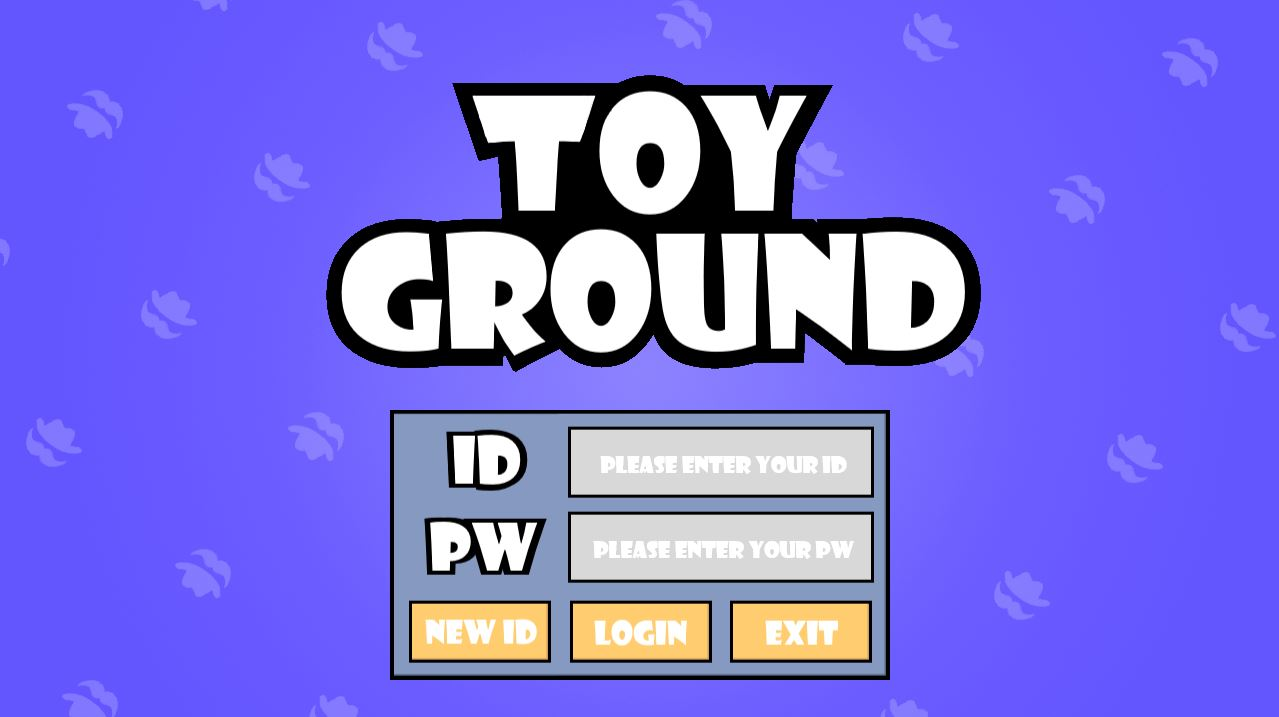 TOY
GROUND
ID
PLEASE ENTER YOUR ID
PW
PLEASE ENTER YOUR PW
NEW ID
LOGIN
EXIT